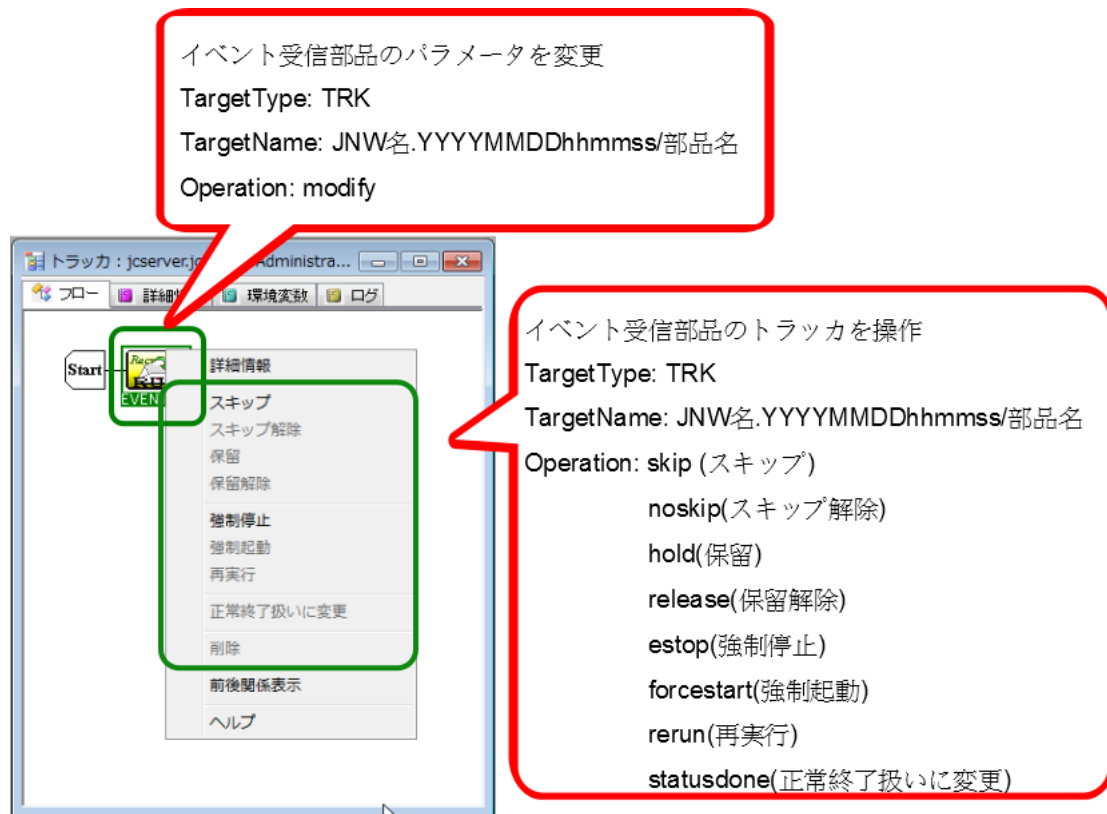 イベント受信部品のパラメータを変更
TargetType: TRK
TargetName: JNW名.YYYYMMDDhhmmss/部品名
Operation: modify
トラッカ : jcserver.jc Administra...
フロー 詳細情 環境変数 ログ
Start
EVEN
詳細情報
スキップ
スキップ解除
保留
保留解除
強制停止
強制起動
再実行
正常終了扱いに変更
削除
前後関係表示
ヘルプ
イベント受信部品のトラッカを操作
TargetType: TRK
TargetName: JNW名.YYYYMMDDhhmmss/部品名
Operation: skip (スキップ)
noskip(スキップ解除)
hold(保留)
release(保留解除)
estop(強制停止)
forcestart(強制起動)
rerun(再実行)
statusdone(正常終了扱いに変更)